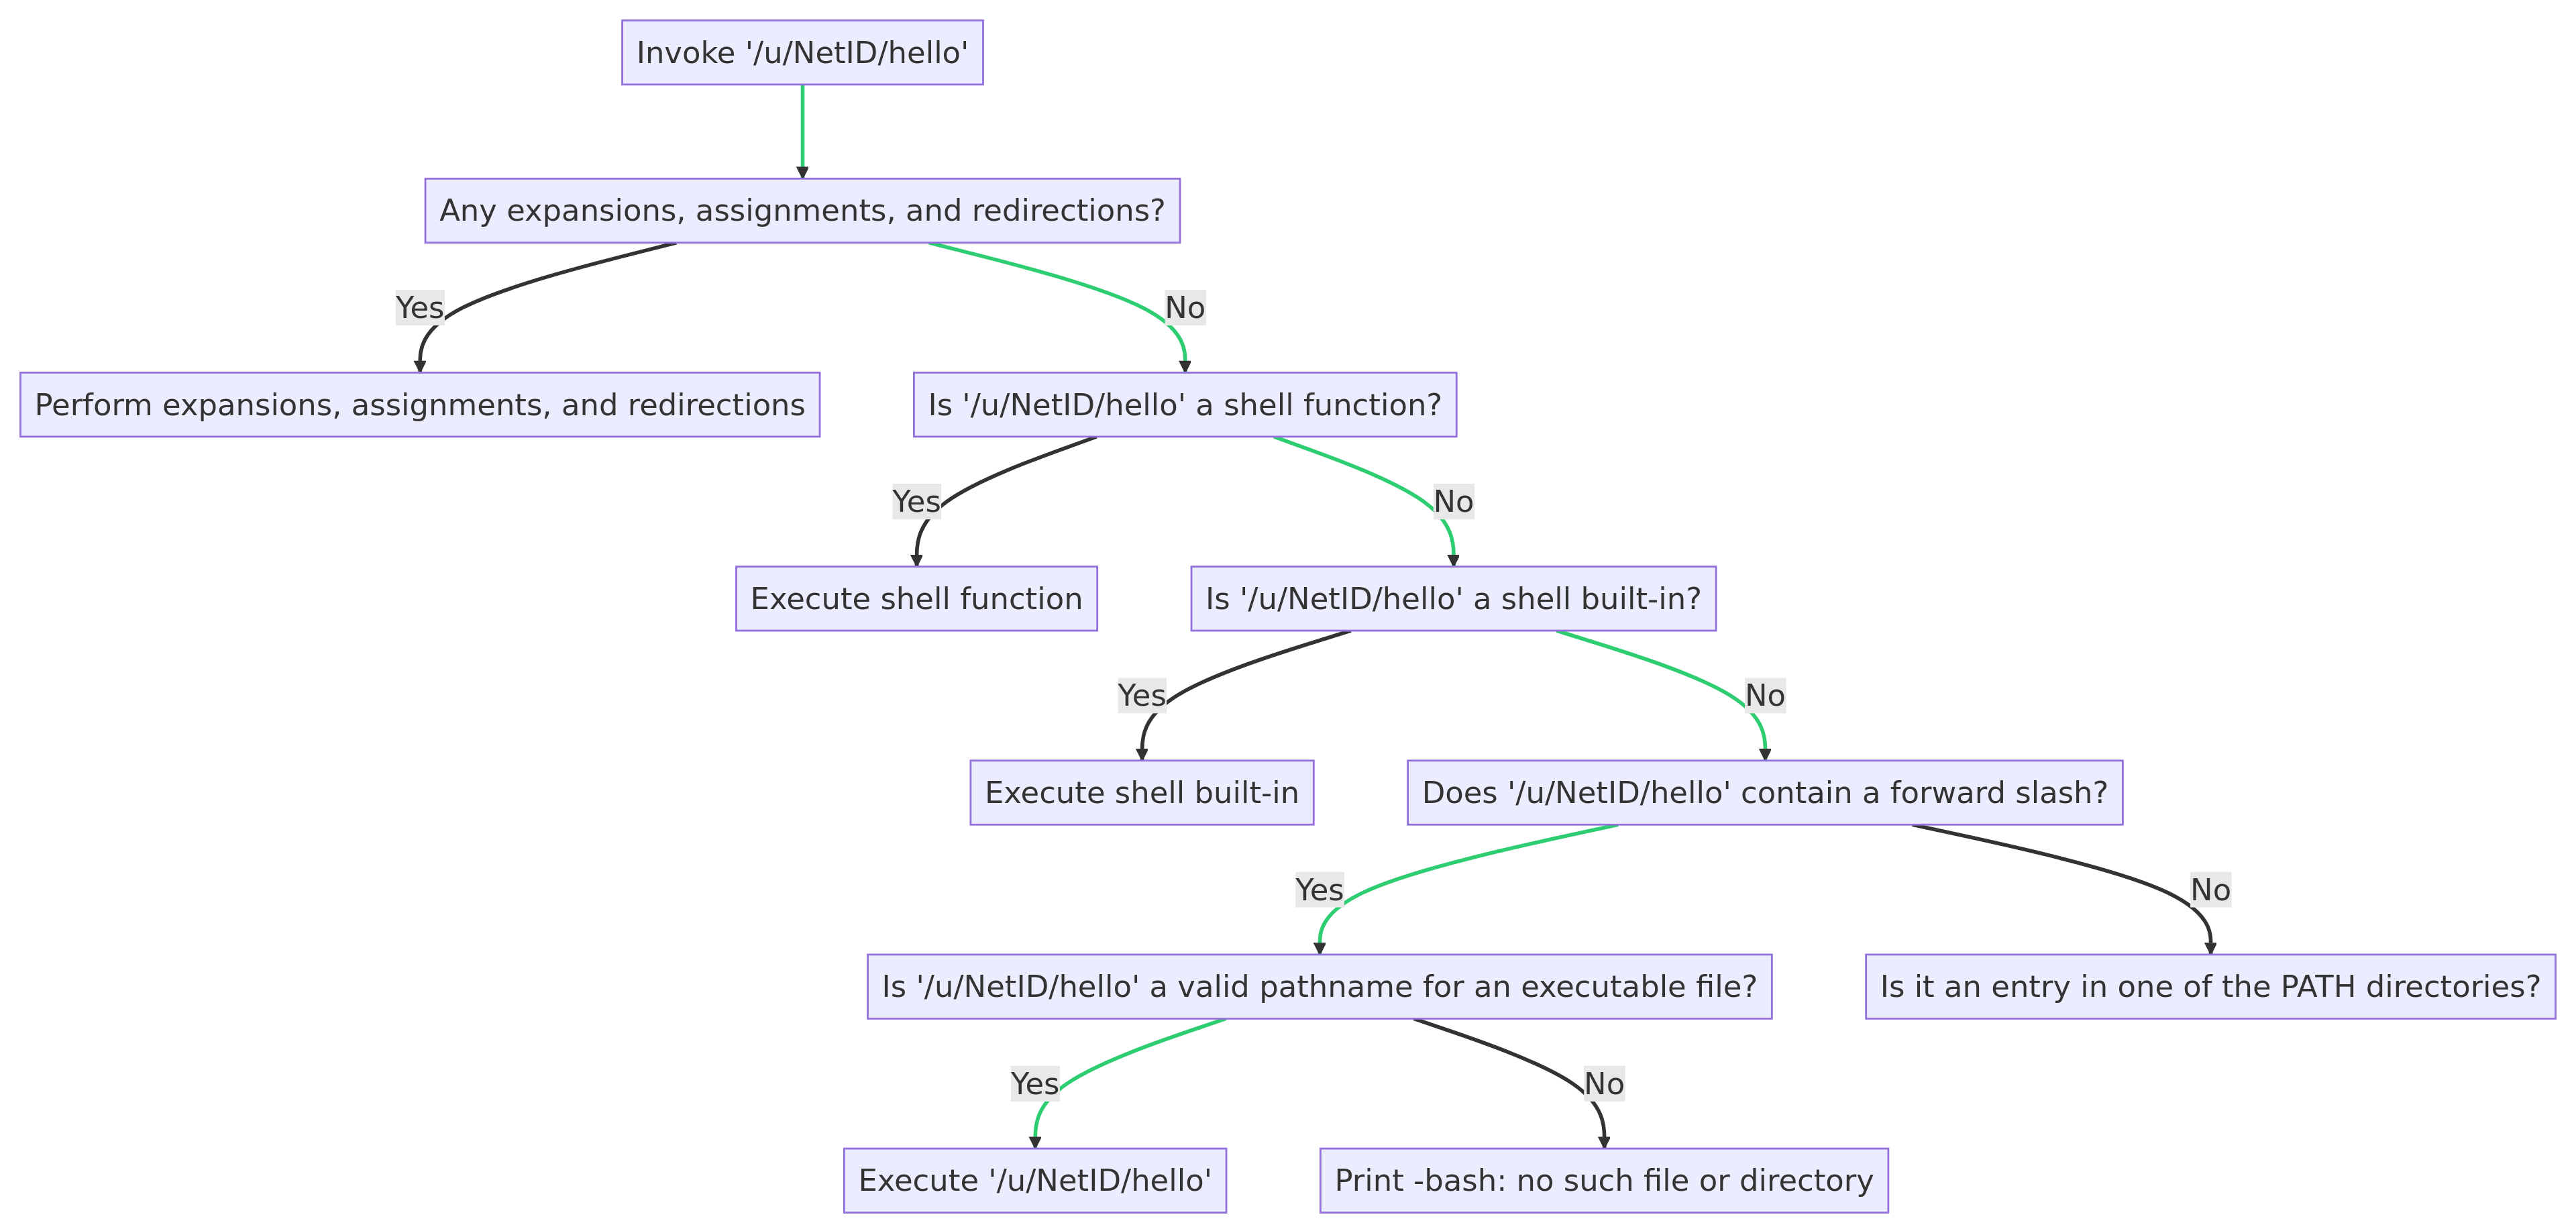 Invoke '/u/NetID/hello'
Any expansions, assignments, and redirections?
Yes
No
Perform expansions, assignments, and redirections
Is '/u/NetID/hello' a shell function?
Yes
No
Execute shell function
Is '/u/NetID/hello' a shell built-in?
Yes
No
Execute shell built-in
Does '/u/NetID/hello' contain a forward slash?
Yes
No
Is '/u/NetID/hello' a valid pathname for an executable file?
Is it an entry in one of the PATH directories?
Yes
No
Execute '/u/NetID/hello'
Print -bash: no such file or directory